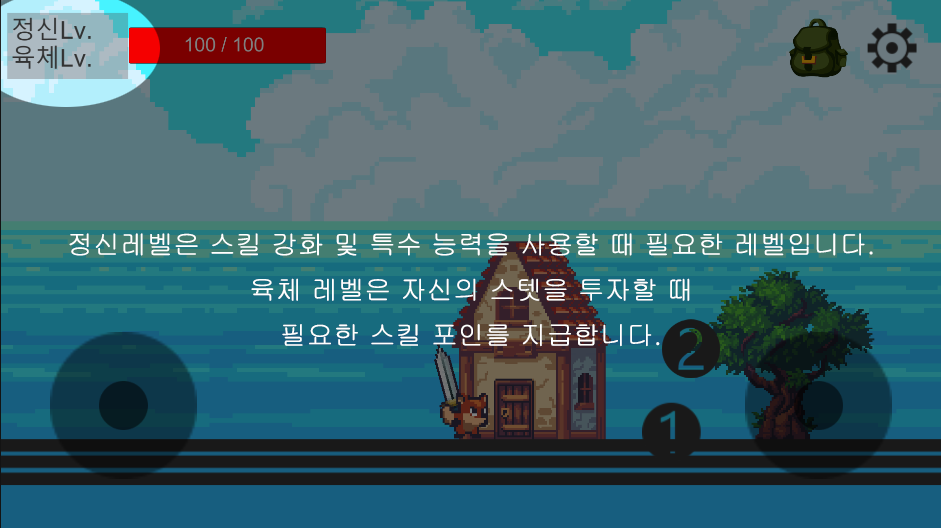 정신Lv.
육체Lv.
100 / 100
정신레벨은 스킬 강화 및 특수 능력을 사용할 때 필요한 레벨입니다.
육체 레벨은 자신의 스텟을 투자할 때
필요한 스킬 포인를 지급합니다.
2
1